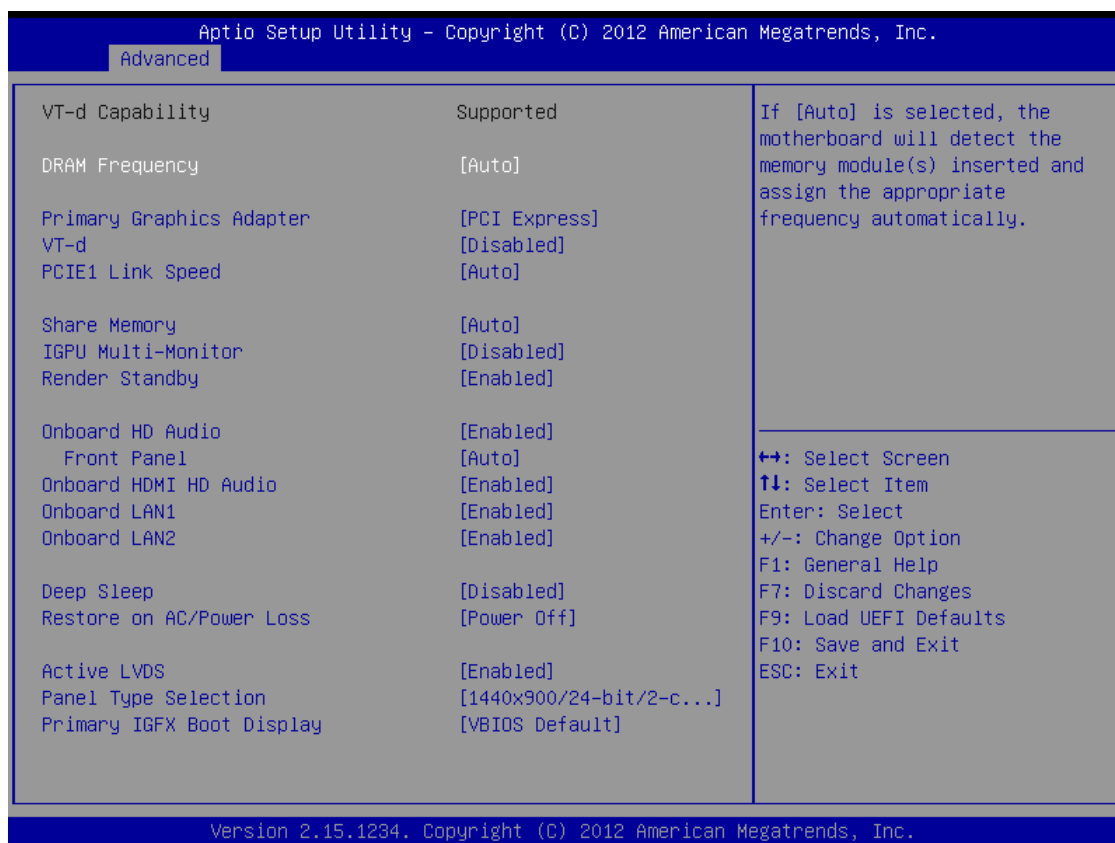 Aptio Setup Utility – Copyright (C) 2012 American Megatrends, Inc.
Advanced
VT-d Capability Supported
DRAM Frequency [Auto]
Primary Graphics Adapter [PCI Express]
VT-d [Disabled]
PCIE1 Link Speed [Auto]
Share Memory [Auto]
IGPU Multi-Monitor [Disabled]
Render Standby [Enabled]
Onboard HD Audio [Enabled]
Front Panel [Auto]
Onboard HDMI HD Audio [Enabled]
Onboard LAN1 [Enabled]
Onboard LAN2 [Enabled]
Deep Sleep [Disabled]
Restore on AC/Power Loss [Power Off]
Active LVDS [Enabled]
Panel Type Selection [1440x900/24-bit/2-c...]
Primary IGFX Boot Display [VBIOS Default]
If [Auto] is selected, the
motherboard will detect the
memory module(s) inserted and
assign the appropriate
frequency automatically.
↔: Select Screen
↑↓: Select Item
Enter: Select
+/-: Change Option
F1: General Help
F7: Discard Changes
F9: Load UEFI Defaults
F10: Save and Exit
ESC: Exit
Version 2.15.1234. Copyright (C) 2012 American Megatrends, Inc.